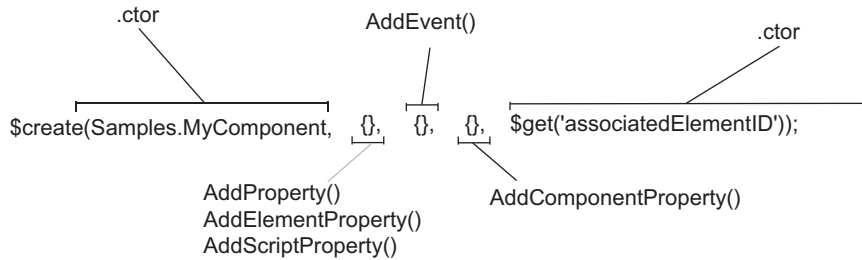 .ctor
AddEvent()
.ctor
$create(Samples.MyComponent, {}, {}, {}, $get('associatedElementID'));
AddProperty()
AddElementProperty()
AddScriptProperty()
AddComponentProperty()